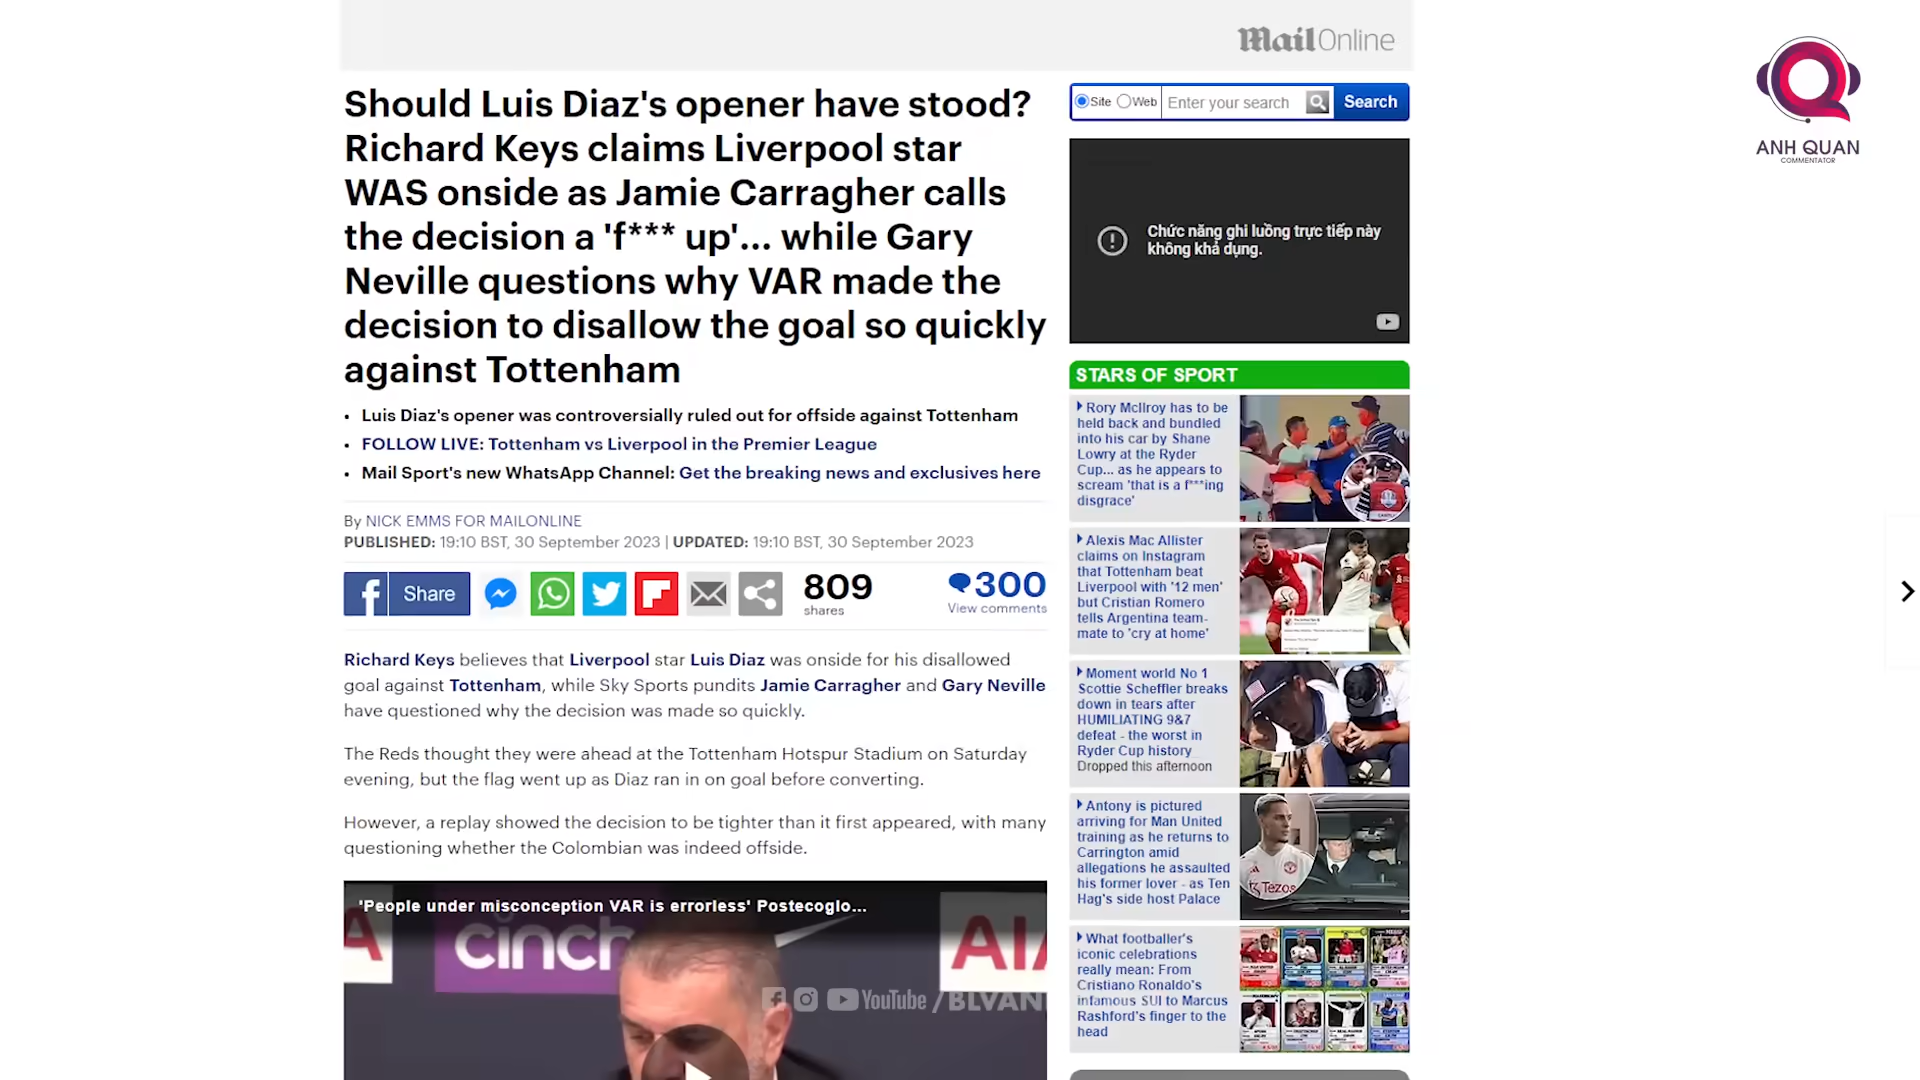 MailOnline
Should Luis Diaz's opener have stood?
Richard Keys claims Liverpool star
WAS onside as Jamie Carragher calls
the decision a 'f*** up'... while Gary
Neville questions why VAR made the
decision to disallow the goal so quickly
against Tottenham
• Luis Diaz's opener was controversially ruled out for offside against Tottenham
• FOLLOW LIVE: Tottenham vs Liverpool in the Premier League
• Mail Sport's new WhatsApp Channel: Get the breaking news and exclusives here
By NICK EMMS FOR MAILONLINE
PUBLISHED: 19:10 BST, 30 September 2023 | UPDATED: 19:10 BST, 30 September 2023
Share
809
shares
300
View comments
Richard Keys believes that Liverpool star Luis Diaz was onside for his disallowed
goal against Tottenham, while Sky Sports pundits Jamie Carragher and Gary Neville
have questioned why the decision was made so quickly.
The Reds thought they were ahead at the Tottenham Hotspur Stadium on Saturday
evening, but the flag went up as Diaz ran in on goal before converting.
However, a replay showed the decision to be tighter than it first appeared, with many
questioning whether the Colombian was indeed offside.
'People under misconception VAR is errorless' Postecoglo...
cinch
AIA
YouTube /BLVAN
Site Web Enter your search Search
Chức năng ghi luồng trực tiếp này
không khả dụng.
STARS OF SPORT
Rory McIlroy has to be
held back and bundled
into his car by Shane
Lowry at the Ryder
Cup... as he appears to
scream 'that is a f***ing
disgrace'
Alexis Mac Allister
claims on Instagram
that Tottenham beat
Liverpool with '12 men'
but Cristian Romero
tells Argentina team-
mate to 'cry at home'
Moment world No 1
Scottie Scheffler breaks
down in tears after
HUMILIATING 9&7
defeat - the worst in
Ryder Cup history
Dropped this afternoon
Antony is pictured
arriving for Man United
training as he returns to
Carrington amid
allegations he assaulted
his former lover - as Ten
Hag's side host Palace
Tezos
What footballer's
iconic celebrations
really mean: From
Cristiano Ronaldo's
infamous SUI to Marcus
Rashford's finger to the
head
ANH QUAN
COMMENTATOR